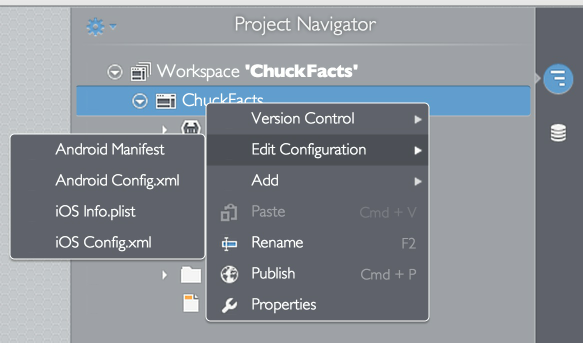 Project Navigator
Workspace 'ChuckFacts'
ChuckFacts
Version Control
Edit Configuration
Add
Paste Cmd + V
Rename F2
Publish Cmd + P
Properties
Android Manifest
Android Config.xml
iOS Info.plist
iOS Config.xml